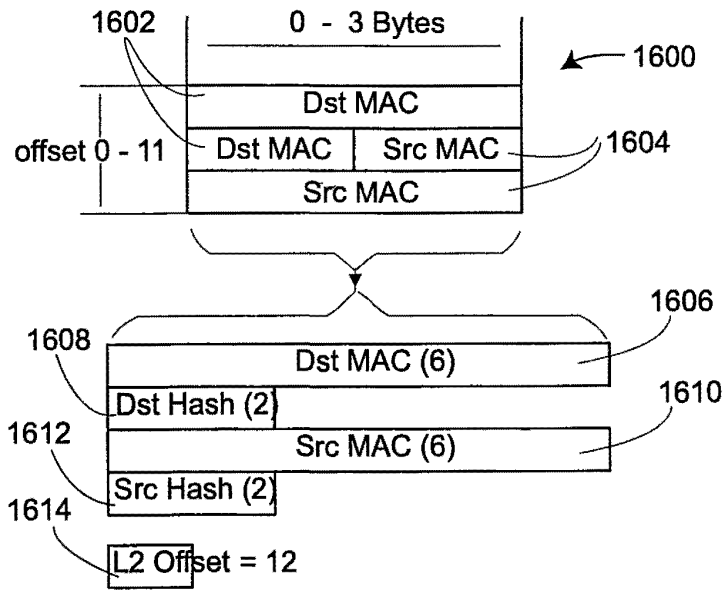 1602
0 - 3 Bytes
1600
Dst MAC
offset 0 - 11
Dst MAC
Src MAC
1604
Src MAC
1606
1608
Dst MAC (6)
Dst Hash (2)
1610
1612
Src MAC (6)
Src Hash (2)
1614
L2 Offset = 12